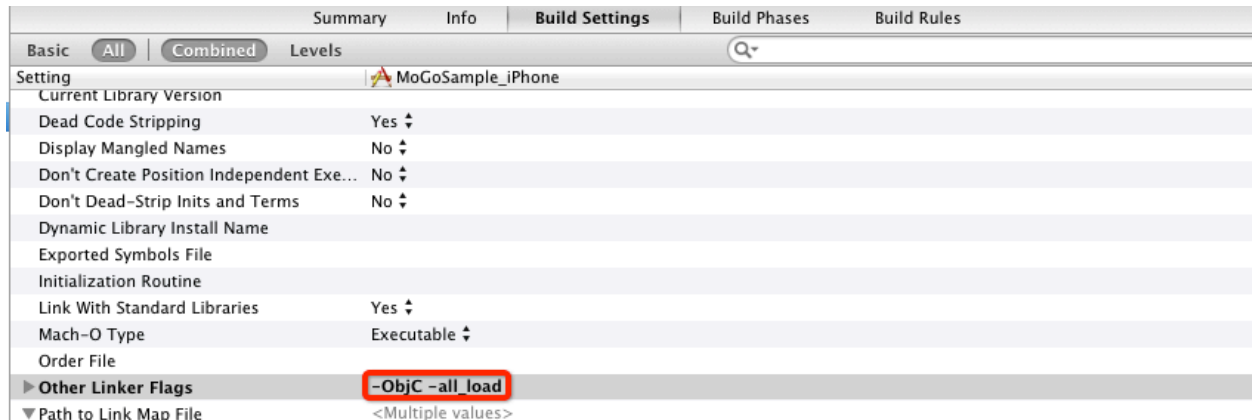 Summary Info Build Settings Build Phases Build Rules
Basic All Combined Levels
Setting MoGoSample_iPhone
Current Library Version
Dead Code Stripping Yes
Display Mangled Names No
Don't Create Position Independent Exe... No
Don't Dead-Strip Inits and Terms No
Dynamic Library Install Name
Exported Symbols File
Initialization Routine
Link With Standard Libraries Yes
Mach-O Type Executable
Order File
Other Linker Flags -ObjC -all_load
Path to Link Map File <Multiple values>